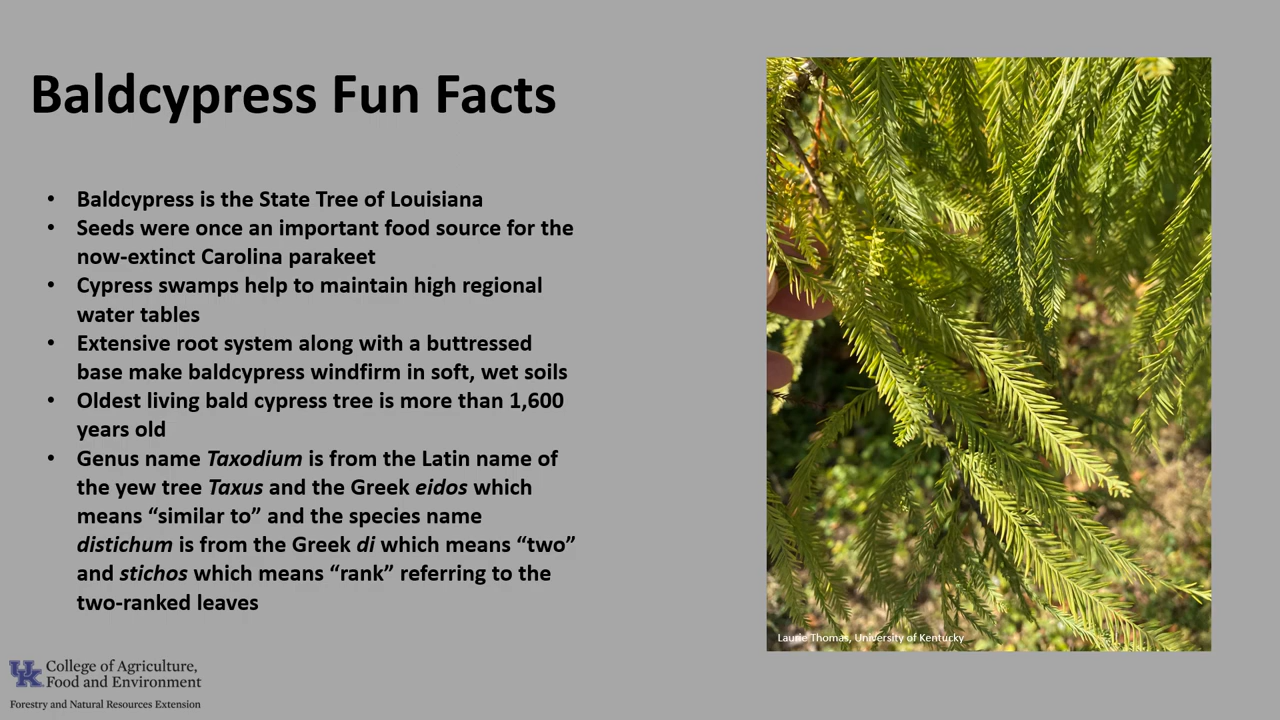 Baldcypress Fun Facts
• Baldcypress is the State Tree of Louisiana
• Seeds were once an important food source for the
now-extinct Carolina parakeet
• Cypress swamps help to maintain high regional
water tables
• Extensive root system along with a buttressed
base make baldcypress windfirm in soft, wet soils
• Oldest living bald cypress tree is more than 1,600
years old
• Genus name Taxodium is from the Latin name of
the yew tree Taxus and the Greek eidos which
means “similar to” and the species name
distichum is from the Greek di which means “two”
and stichos which means “rank” referring to the
two-ranked leaves
Laurie Thomas, University of Kentucky
UK
College of Agriculture,
Food and Environment
Forestry and Natural Resources Extension